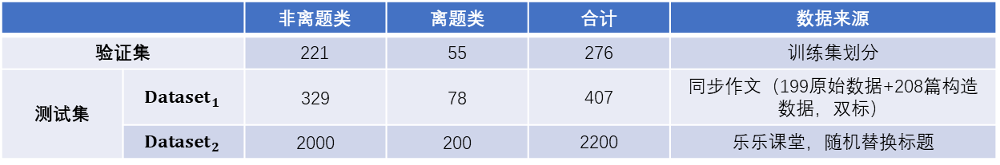 非离题类 离题类 合计 数据来源
验证集 221 55 276 训练集划分
测试集 Dataset₁ 329 78 407 同步作文（199原始数据+208篇构造
数据，双标）
Dataset₂ 2000 200 2200 乐乐课堂，随机替换标题